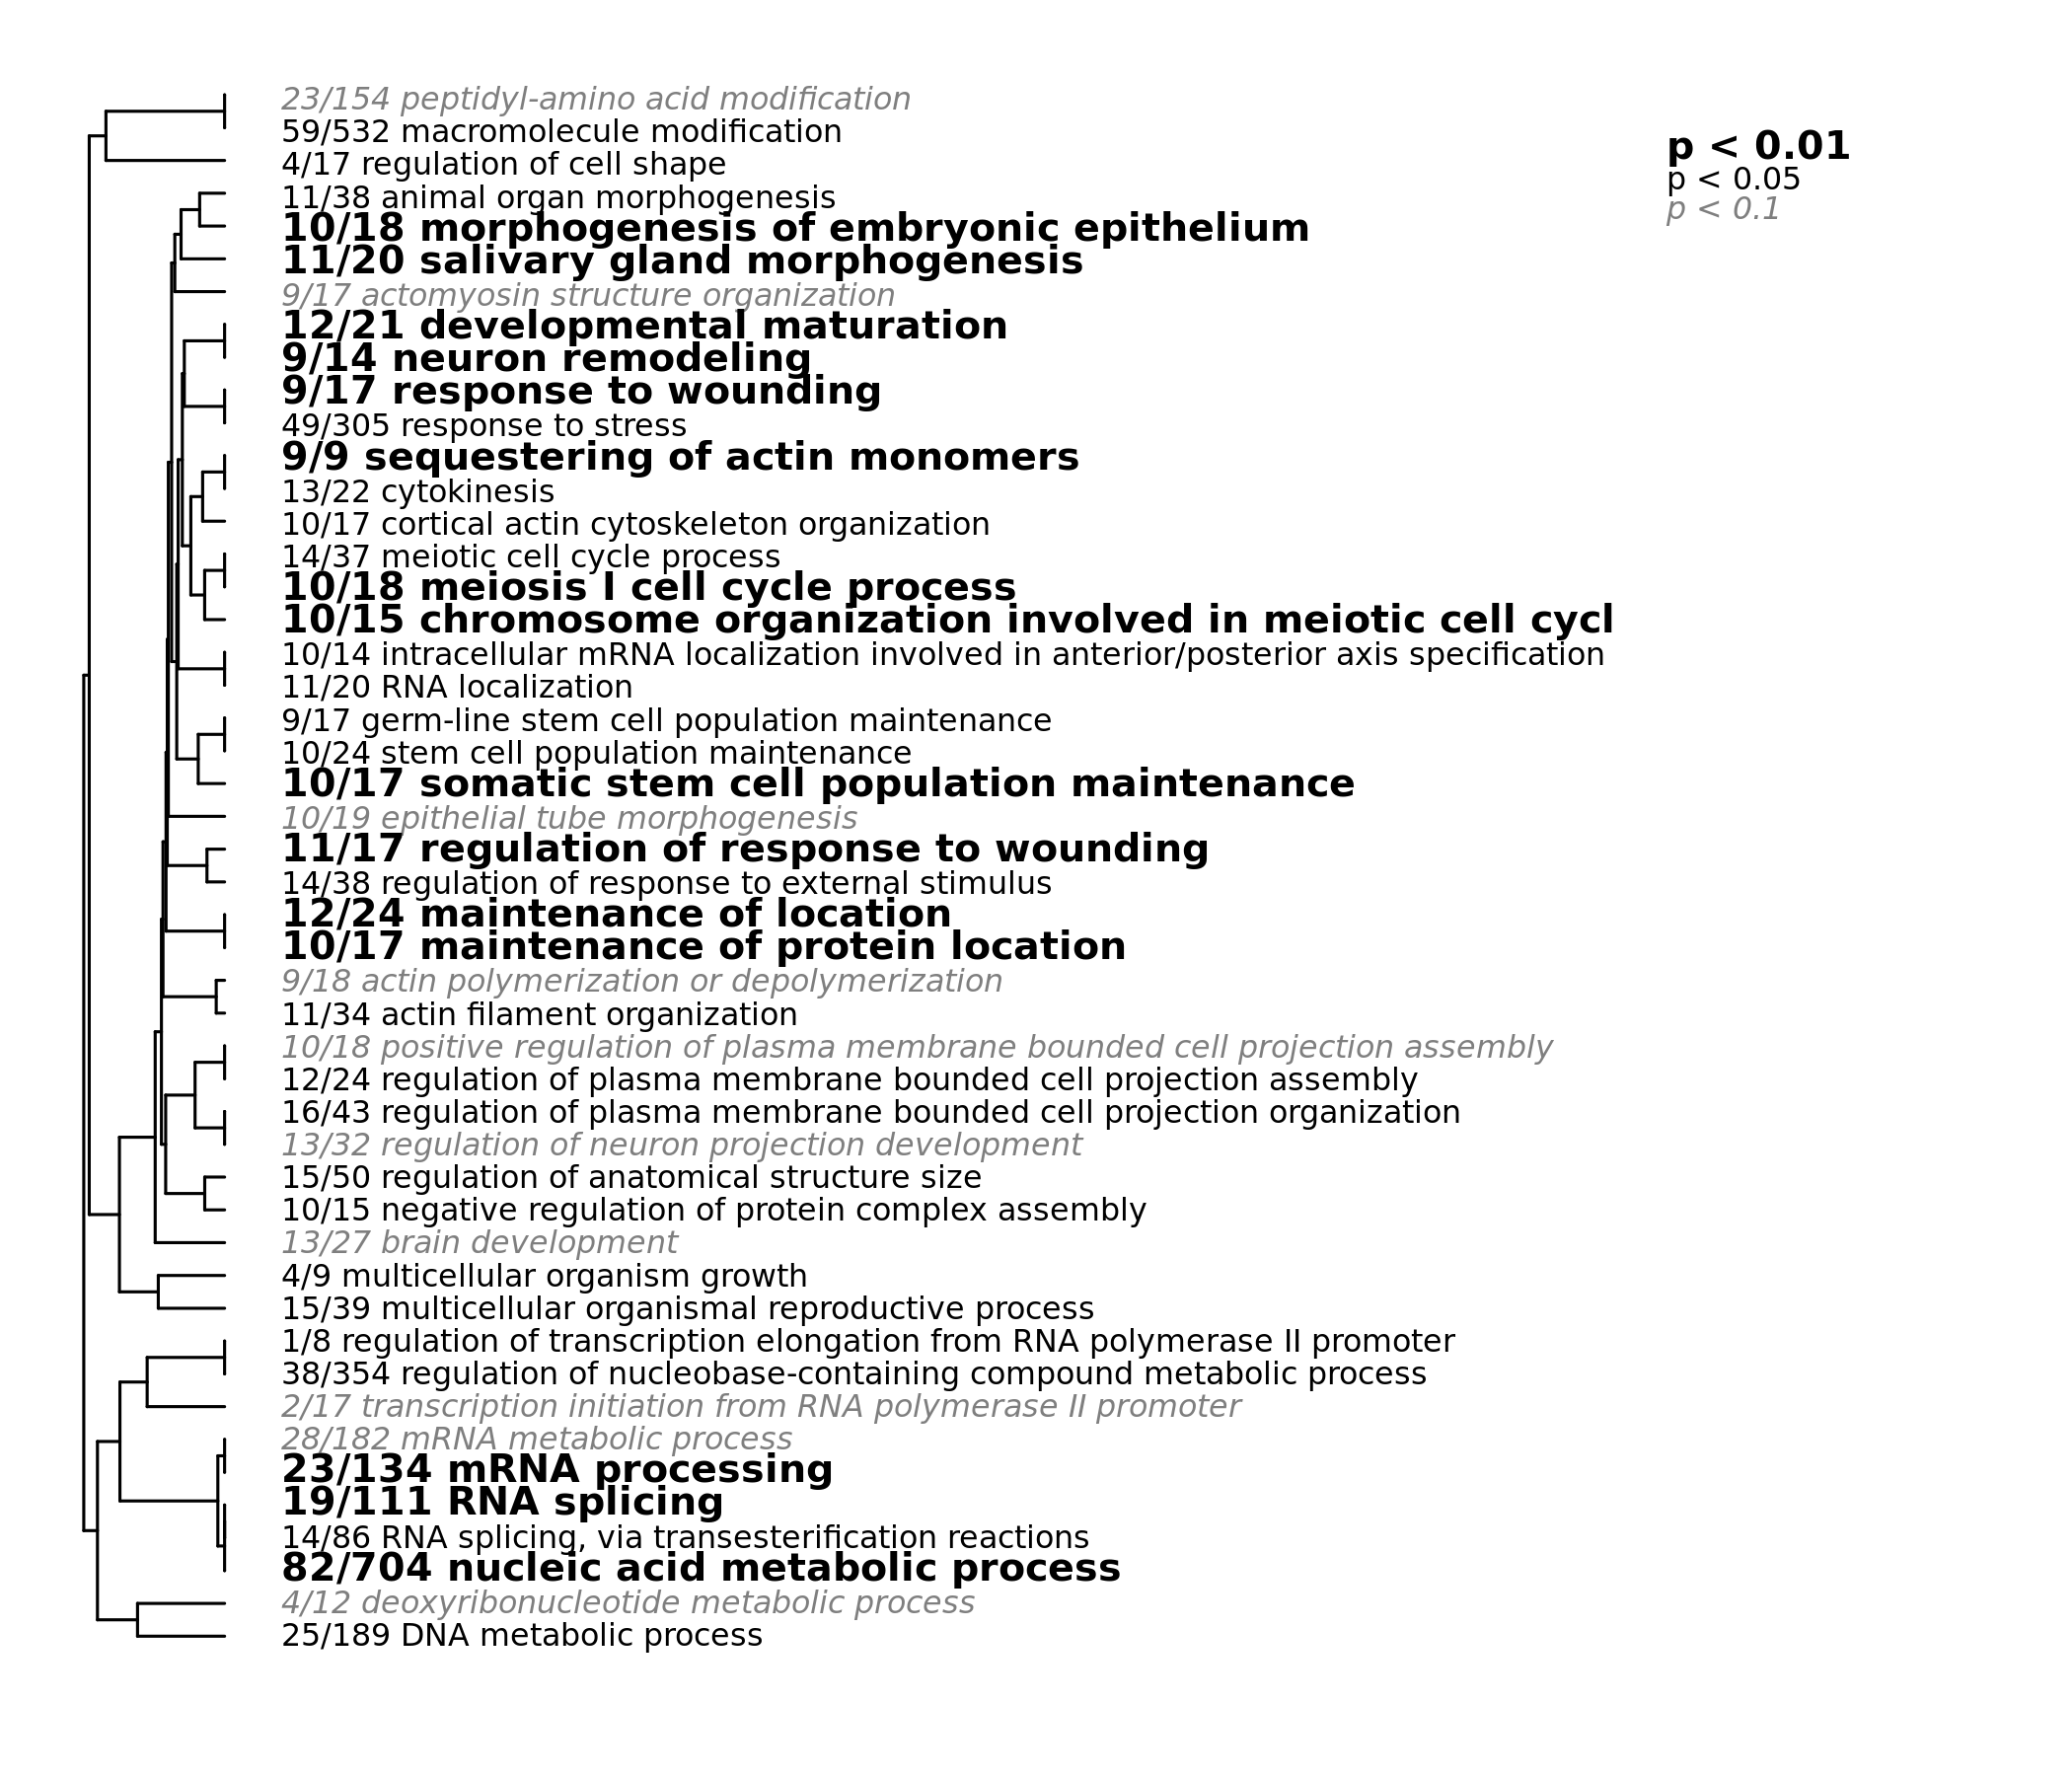 23/154 peptidyl-amino acid modification
59/532 macromolecule modification
4/17 regulation of cell shape
11/38 animal organ morphogenesis
10/18 morphogenesis of embryonic epithelium
11/20 salivary gland morphogenesis
9/17 actomyosin structure organization
12/21 developmental maturation
9/14 neuron remodeling
9/17 response to wounding
49/305 response to stress
9/9 sequestering of actin monomers
13/22 cytokinesis
10/17 cortical actin cytoskeleton organization
14/37 meiotic cell cycle process
10/18 meiosis I cell cycle process
10/15 chromosome organization involved in meiotic cell cycl
10/14 intracellular mRNA localization involved in anterior/posterior axis specification
11/20 RNA localization
9/17 germ-line stem cell population maintenance
10/24 stem cell population maintenance
10/17 somatic stem cell population maintenance
10/19 epithelial tube morphogenesis
11/17 regulation of response to wounding
14/38 regulation of response to external stimulus
12/24 maintenance of location
10/17 maintenance of protein location
9/18 actin polymerization or depolymerization
11/34 actin filament organization
10/18 positive regulation of plasma membrane bounded cell projection assembly
12/24 regulation of plasma membrane bounded cell projection assembly
16/43 regulation of plasma membrane bounded cell projection organization
13/32 regulation of neuron projection development
15/50 regulation of anatomical structure size
10/15 negative regulation of protein complex assembly
13/27 brain development
4/9 multicellular organism growth
15/39 multicellular organismal reproductive process
1/8 regulation of transcription elongation from RNA polymerase II promoter
38/354 regulation of nucleobase-containing compound metabolic process
2/17 transcription initiation from RNA polymerase II promoter
28/182 mRNA metabolic process
23/134 mRNA processing
19/111 RNA splicing
14/86 RNA splicing, via transesterification reactions
82/704 nucleic acid metabolic process
4/12 deoxyribonucleotide metabolic process
25/189 DNA metabolic process
p < 0.01
p < 0.05
p < 0.1